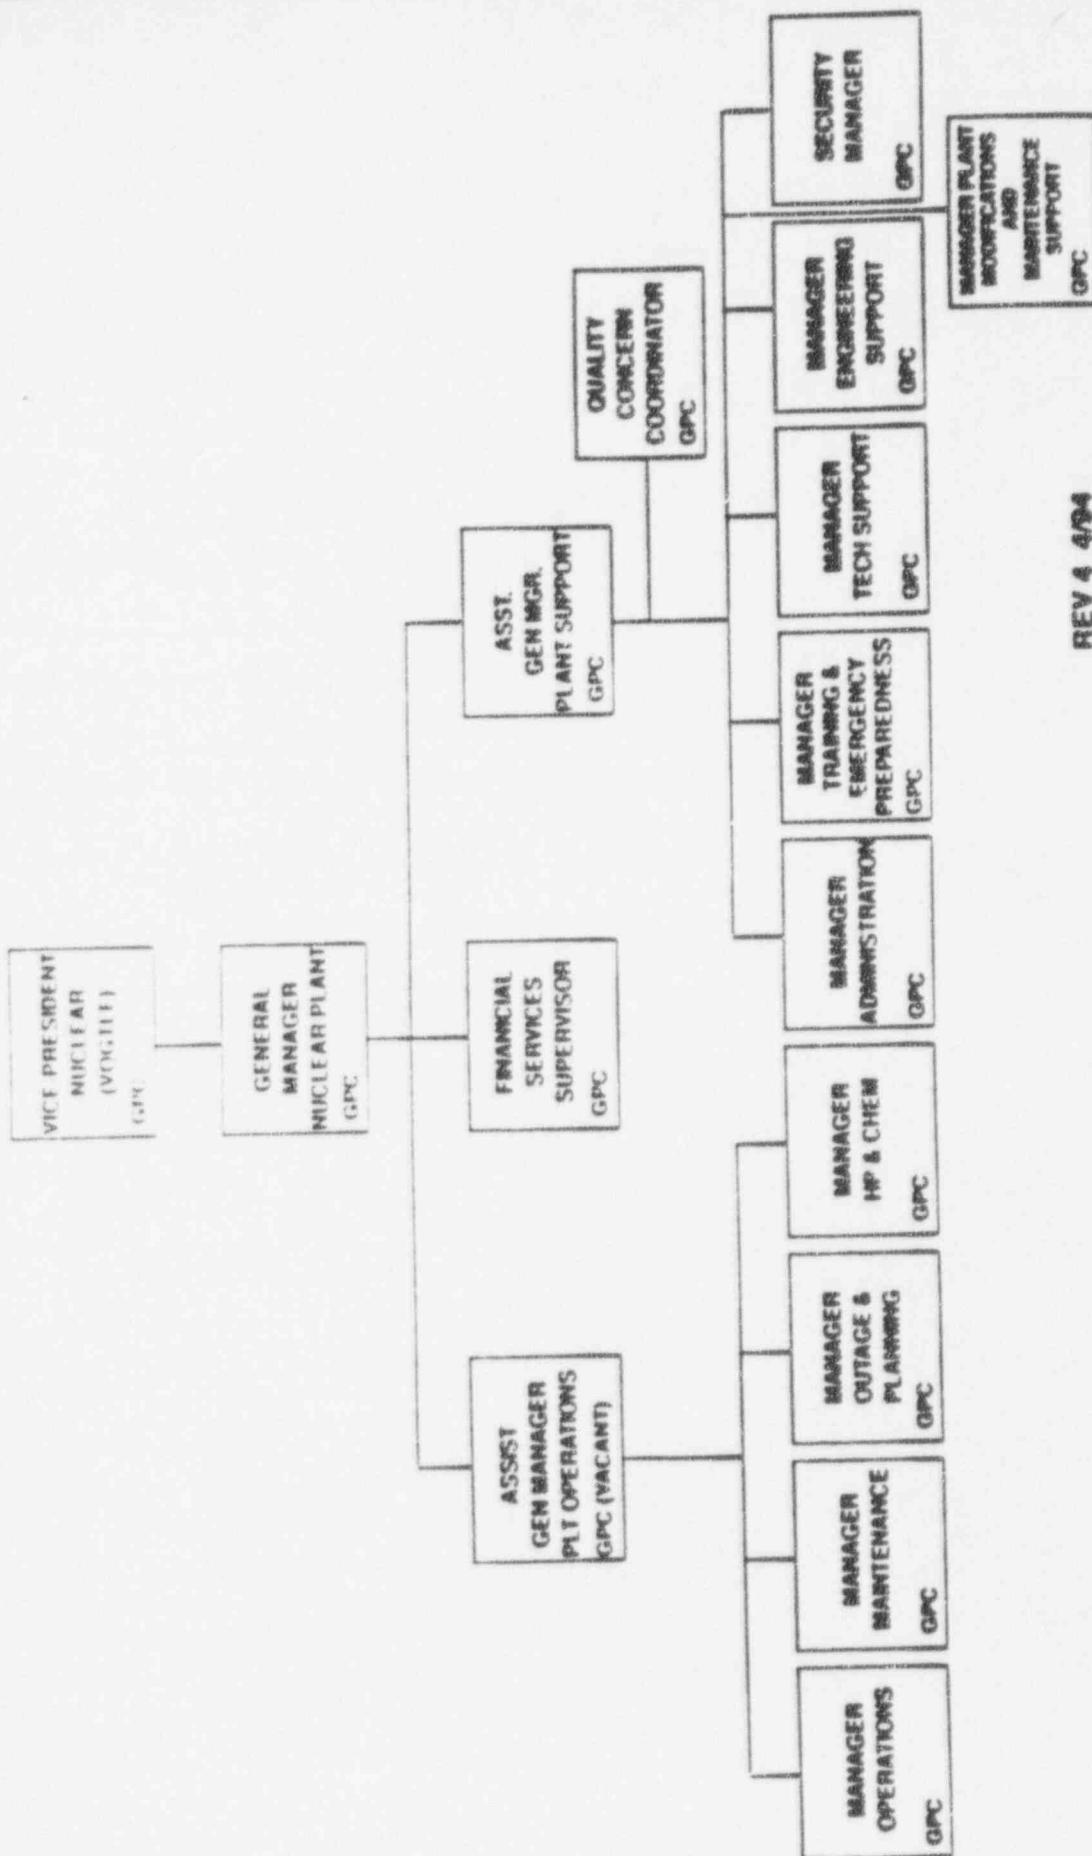 VICE PRESIDENT
NUCLEAR
(VOGTLE)
GPC
GENERAL
MANAGER
NUCLEAR PLANT
GPC
ASSIST
GEN MANAGER
PLT OPERATIONS
GPC (VACANT)
FINANICIAL
SERVICES
SUPERVISOR
GPC
ASST.
GEN MGR.
PLANT SUPPORT
GPC
QUALITY
CONCERN
COORDINATOR
GPC
MANAGER
OPERATIONS
GPC
MANAGER
MAINTENANCE
GPC
MANAGER
OUTAGE &
PLANNING
GPC
MANAGER
HP & CHEM
GPC
MANAGER
ADMINISTRATION
GPC
MANAGER
TRAINING &
EMERGENCY
PREPAREDNESS
GPC
MANAGER
TECH SUPPORT
GPC
MANAGER
ENGINEERING
SUPPORT
GPC
SECURITY
MANAGER
GPC
MANAGER PLANT
MODIFICATIONS
AND
MAINTENANCE
SUPPORT
GPC
REV 4 4/94